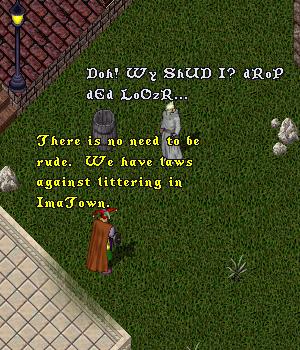 Doh! Wy ShUD I? dRoP
dEd LoOzR...
There is no need to be
rude.  We have laws
against littering in
ImaTown.